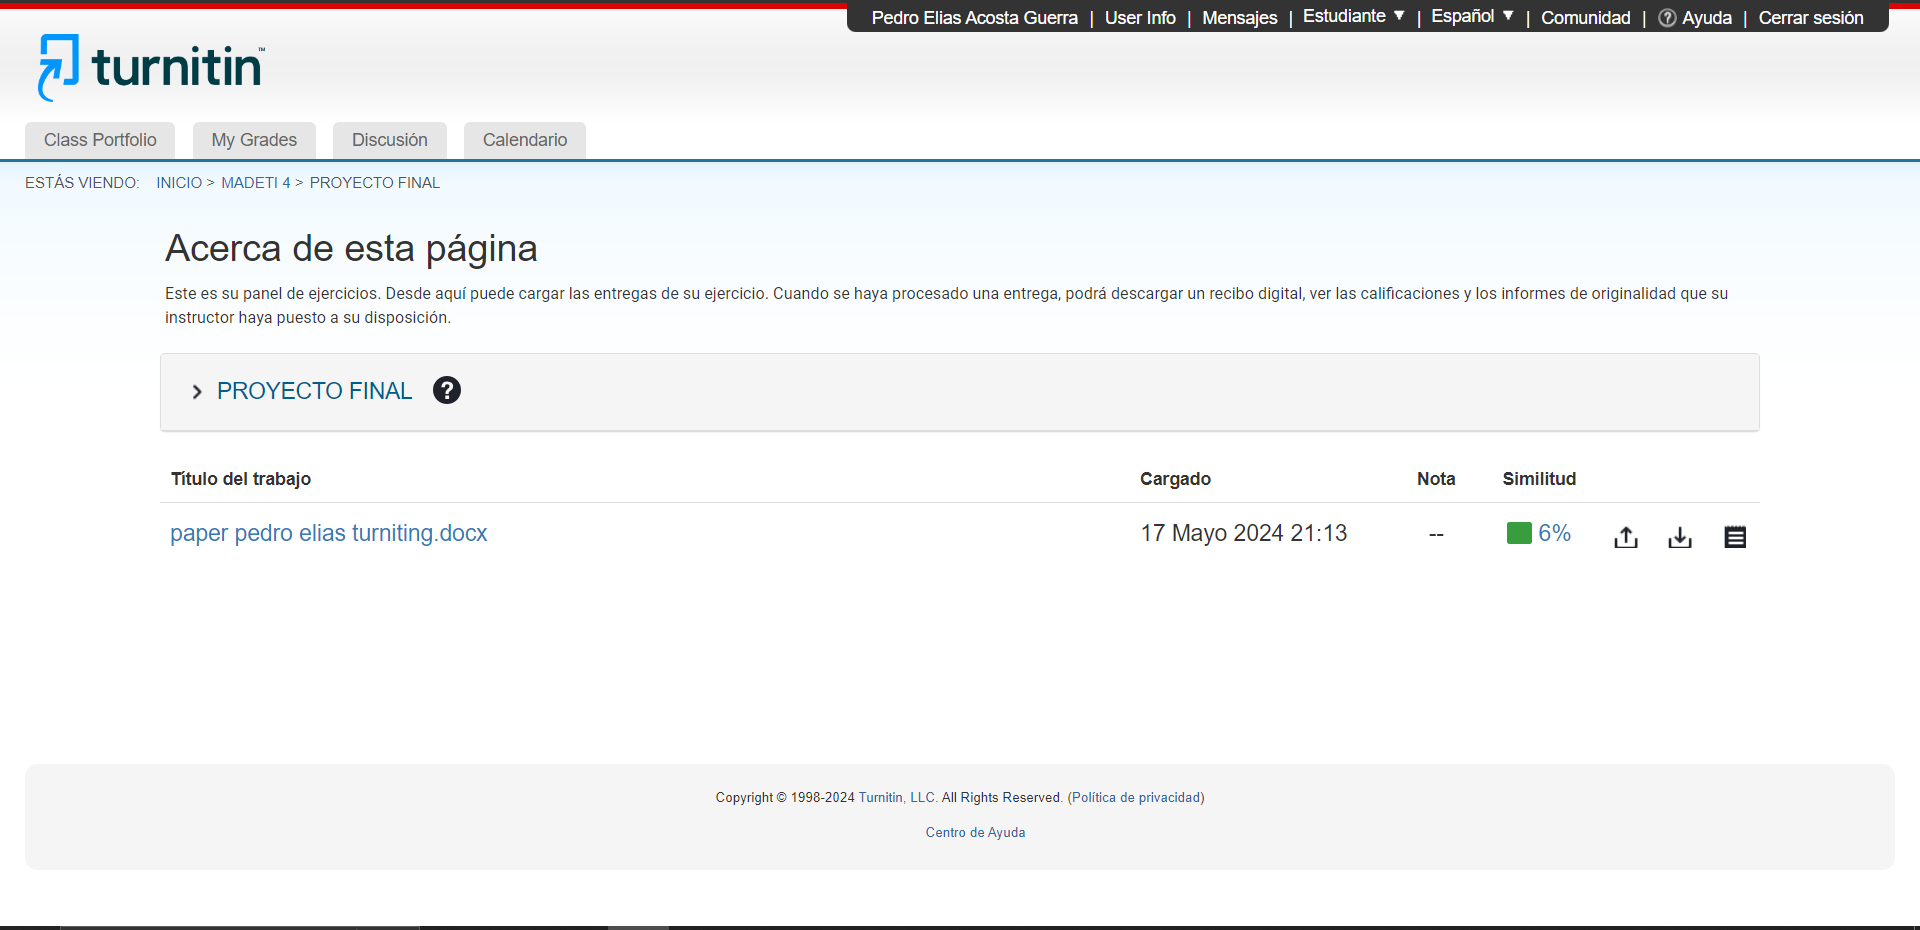 Pedro Elias Acosta Guerra | User Info | Mensajes | Estudiante ▼ | Español ▼ | Comunidad | ? Ayuda | Cerrar sesión
turnitin™
Class Portfolio
My Grades
Discusión
Calendario
ESTÁS VIENDO: INICIO > MADETI 4 > PROYECTO FINAL
Acerca de esta página
Este es su panel de ejercicios. Desde aquí puede cargar las entregas de su ejercicio. Cuando se haya procesado una entrega, podrá descargar un recibo digital, ver las calificaciones y los informes de originalidad que su
instructor haya puesto a su disposición.
PROYECTO FINAL ?
Título del trabajo Cargado Nota Similitud
paper pedro elias turniting.docx 17 Mayo 2024 21:13 -- 6%
Copyright © 1998-2024 Turnitin, LLC. All Rights Reserved. (Política de privacidad)
Centro de Ayuda